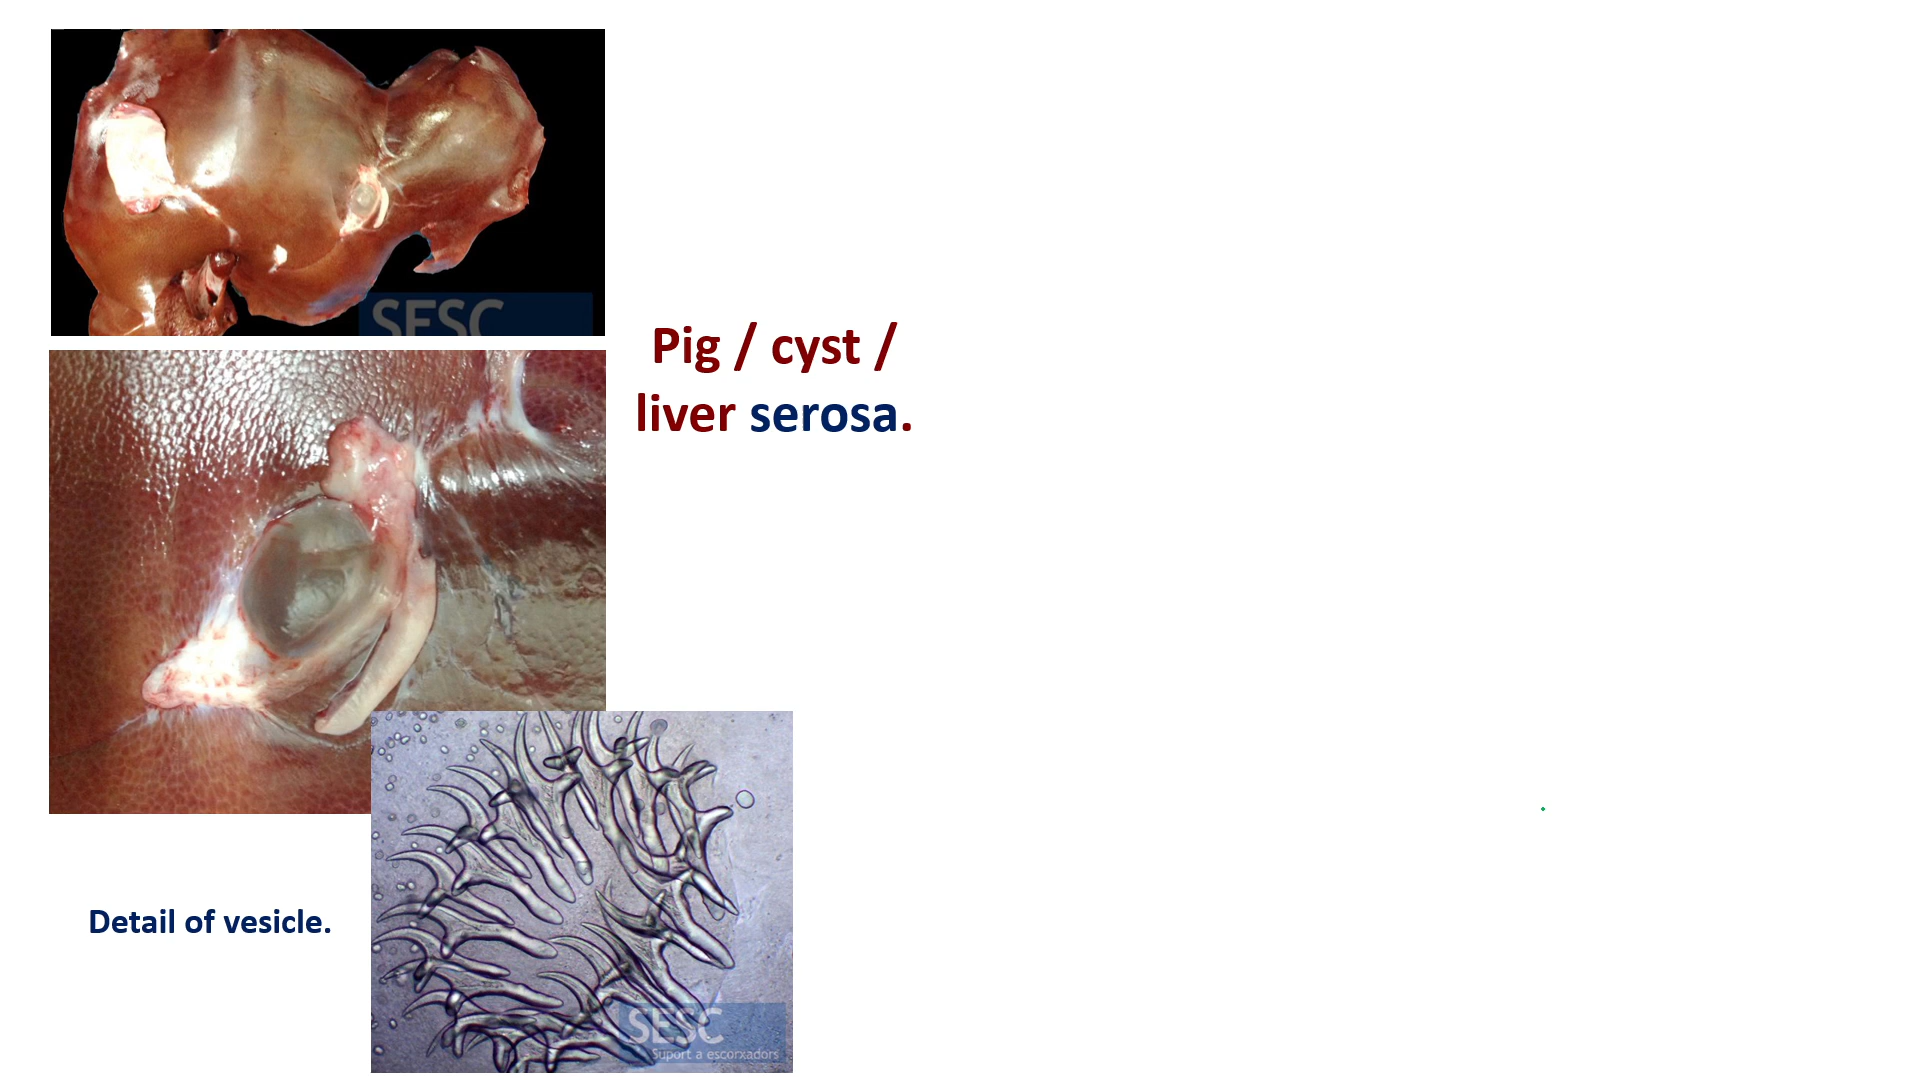 SESC
Pig / cyst /
liver serosa.
Detail of vesicle.
SESC
Suport a escorxadors